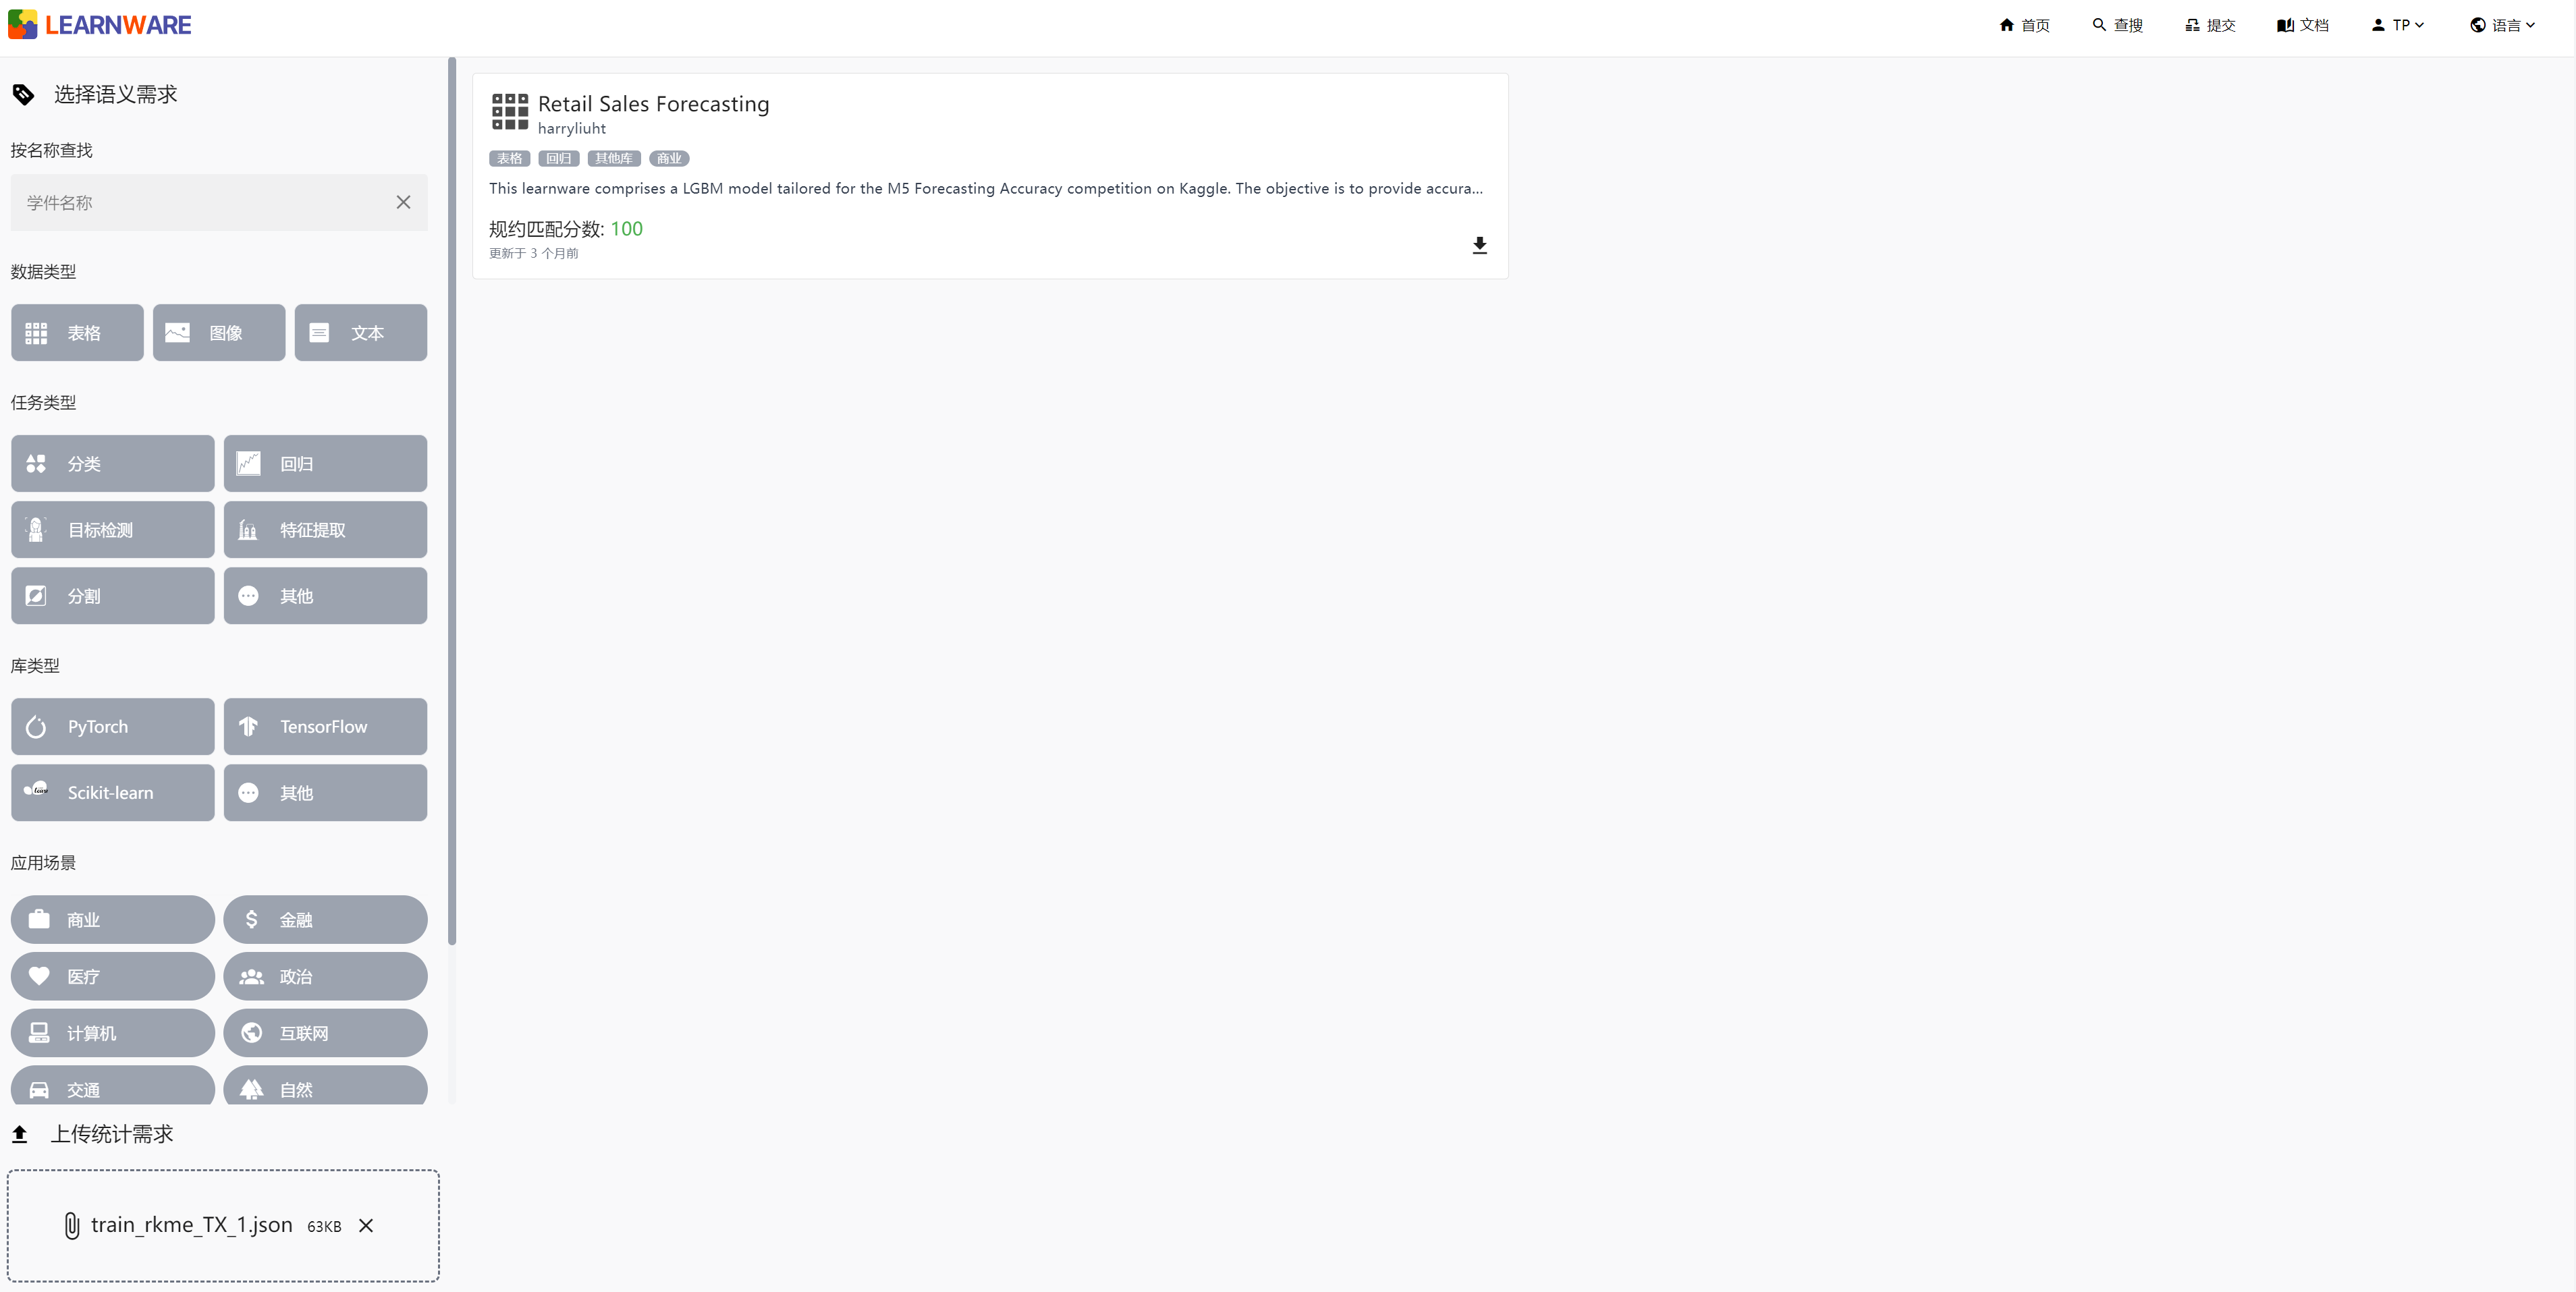 LEARNWARE
首页
查搜
提交
文档
TP
语言
选择语义需求
按名称查找
学件名称
数据类型
表格
图像
文本
任务类型
分类
回归
目标检测
特征提取
分割
其他
库类型
PyTorch
TensorFlow
Scikit-learn
其他
应用场景
商业
金融
医疗
政治
计算机
互联网
交通
自然
上传统计需求
train_rkme_TX_1.json 63KB
Retail Sales Forecasting
harryliuht
表格 回归 其他库 商业
This learnware comprises a LGBM model tailored for the M5 Forecasting Accuracy competition on Kaggle. The objective is to provide accura...
规约匹配分数: 100
更新于 3 个月前